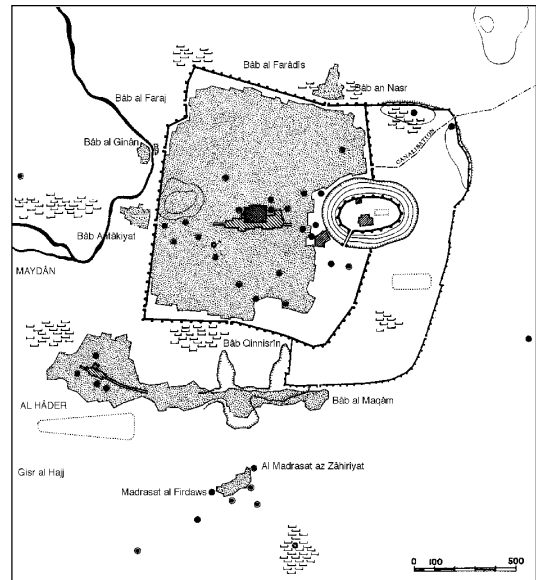 Bâb al Farâdîs
Bâb an Nasr
Bâb al Faraj
Bâb al Ginân
Bâb Antâkiyat
MAYDÂN
Bâb Qinnisrîn
Bâb al Maqâm
AL HÂDER
Gisr al Hajj
Al Madrasat az Zâhiriyat
Madrasat al Firdaws
0 100 500